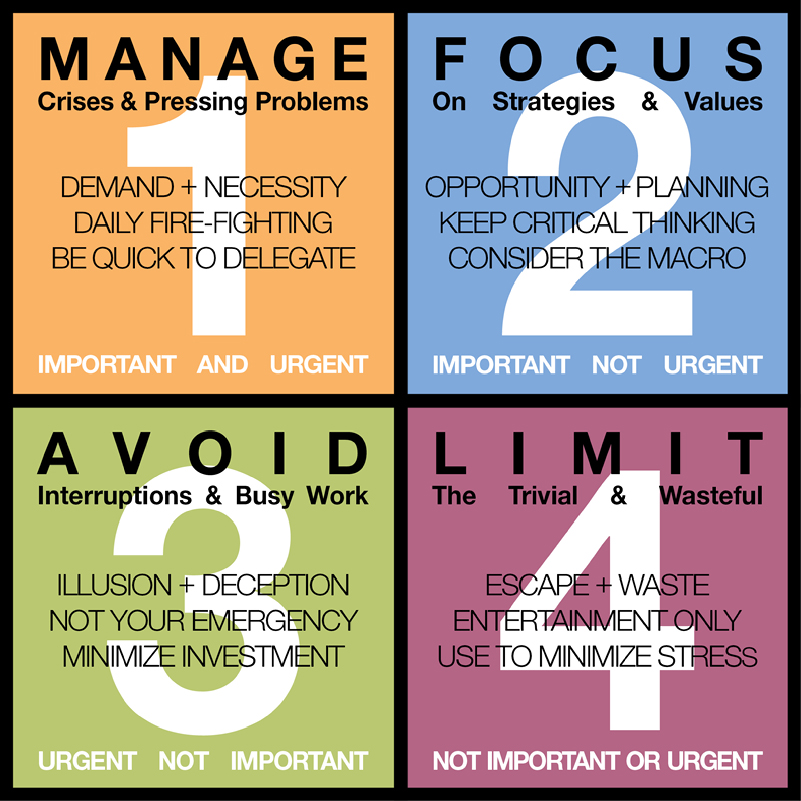 MANAGE
Crises & Pressing Problems
1
DEMAND + NECESSITY
DAILY FIRE-FIGHTING
BE QUICK TO DELEGATE
IMPORTANT AND URGENT
FOCUS
On Strategies & Values
2
OPPORTUNITY + PLANNING
KEEP CRITICAL THINKING
CONSIDER THE MACRO
IMPORTANT NOT URGENT
AVOID
Interruptions & Busy Work
3
ILLUSION + DECEPTION
NOT YOUR EMERGENCY
MINIMIZE INVESTMENT
URGENT NOT IMPORTANT
LIMIT
The Trivial & Wasteful
4
ESCAPE + WASTE
ENTERTAINMENT ONLY
USE TO MINIMIZE STRESS
NOT IMPORTANT OR URGENT